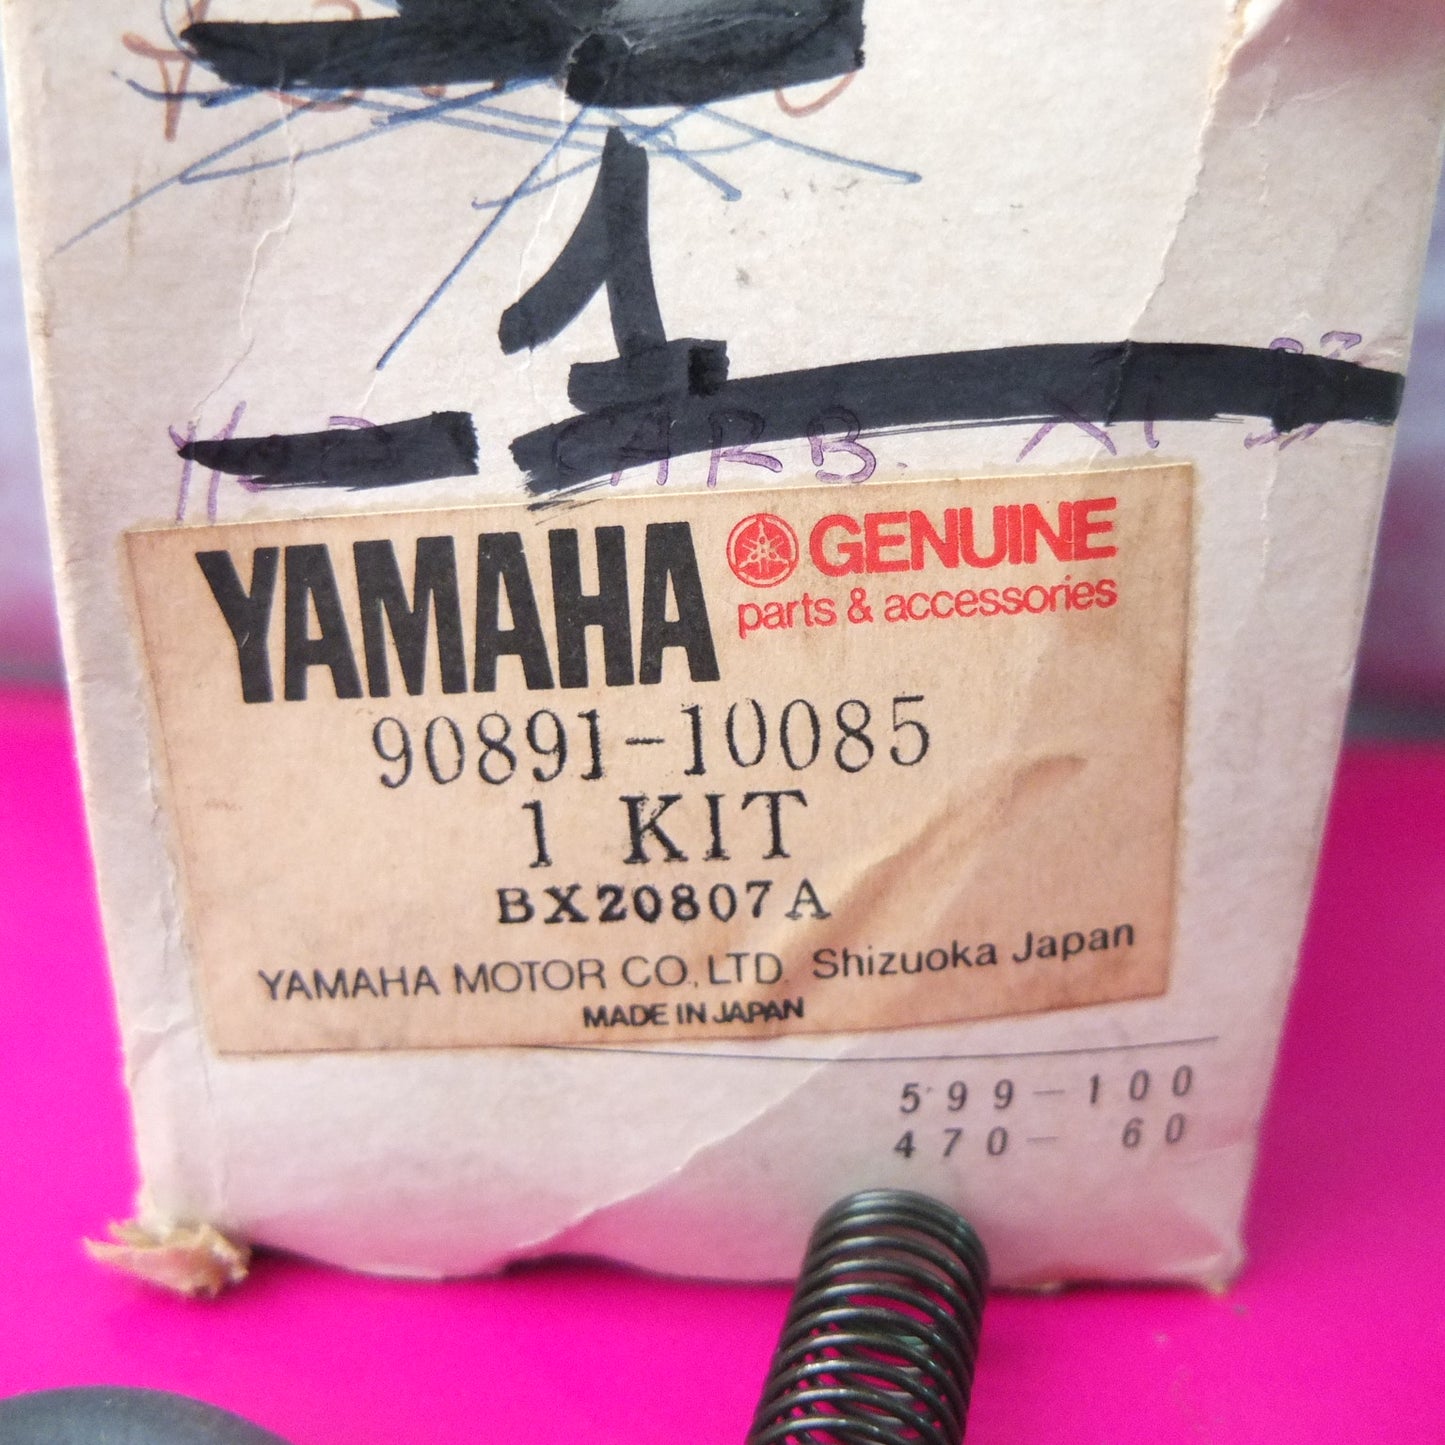 1
CARB.
YAMAHA GENUINE
parts & accessories
90891-10085
1 KIT
BX20807A
YAMAHA MOTOR CO., LTD. Shizuoka Japan
MADE IN JAPAN
599-100
470- 60